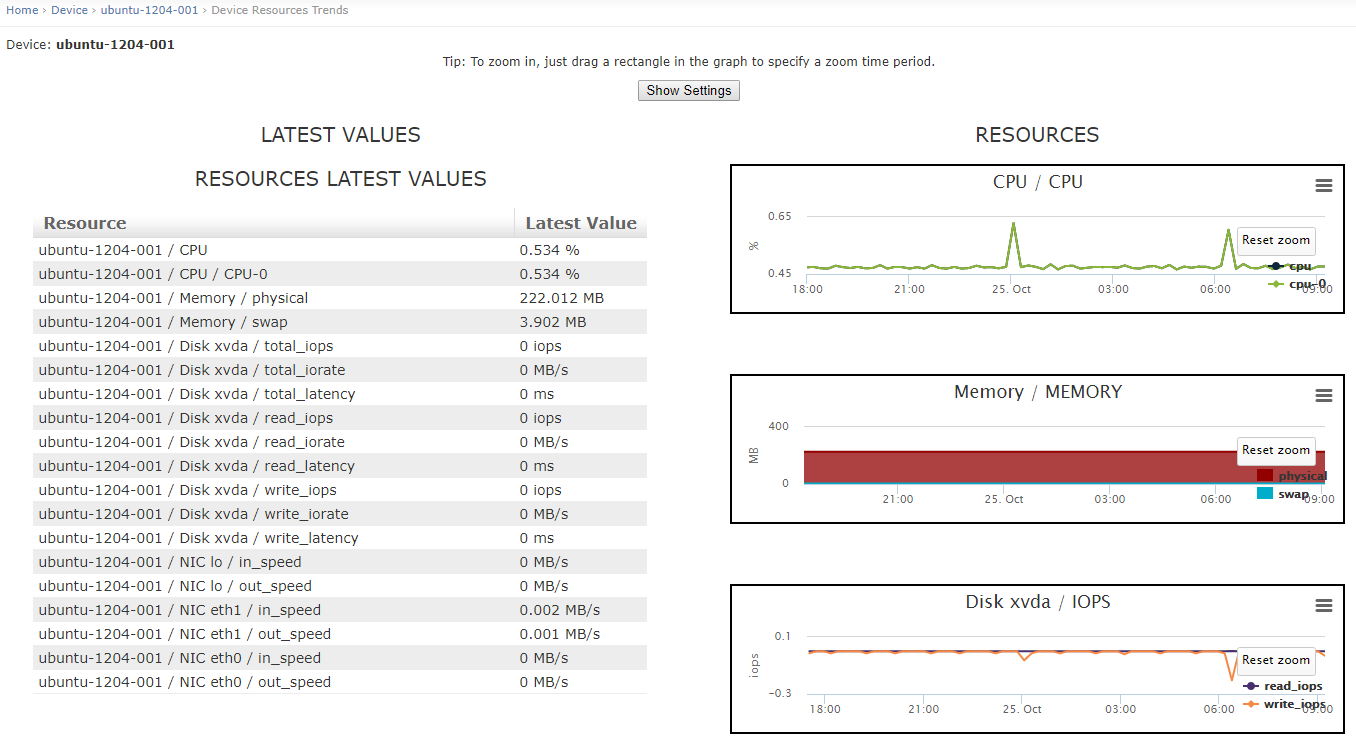 Home › Device › ubuntu-1204-001 › Device Resources Trends
Device: ubuntu-1204-001
Tip: To zoom in, just drag a rectangle in the graph to specify a zoom time period.
Show Settings
LATEST VALUES
RESOURCES LATEST VALUES
Resource Latest Value
ubuntu-1204-001 / CPU 0.534 %
ubuntu-1204-001 / CPU / CPU-0 0.534 %
ubuntu-1204-001 / Memory / physical 222.012 MB
ubuntu-1204-001 / Memory / swap 3.902 MB
ubuntu-1204-001 / Disk xvda / total_iops 0 iops
ubuntu-1204-001 / Disk xvda / total_iorate 0 MB/s
ubuntu-1204-001 / Disk xvda / total_latency 0 ms
ubuntu-1204-001 / Disk xvda / read_iops 0 iops
ubuntu-1204-001 / Disk xvda / read_iorate 0 MB/s
ubuntu-1204-001 / Disk xvda / read_latency 0 ms
ubuntu-1204-001 / Disk xvda / write_iops 0 iops
ubuntu-1204-001 / Disk xvda / write_iorate 0 MB/s
ubuntu-1204-001 / Disk xvda / write_latency 0 ms
ubuntu-1204-001 / NIC lo / in_speed 0 MB/s
ubuntu-1204-001 / NIC lo / out_speed 0 MB/s
ubuntu-1204-001 / NIC eth1 / in_speed 0.002 MB/s
ubuntu-1204-001 / NIC eth1 / out_speed 0.001 MB/s
ubuntu-1204-001 / NIC eth0 / in_speed 0 MB/s
ubuntu-1204-001 / NIC eth0 / out_speed 0 MB/s
RESOURCES
CPU / CPU
0.65
%
0.45
Reset zoom
cpu
cpu-0
18:00 21:00 25. Oct 03:00 06:00 09:00
Memory / MEMORY
400
MB
0
Reset zoom
physical
swap
21:00 25. Oct 03:00 06:00 09:00
Disk xvda / IOPS
0.1
iops
−0.3
Reset zoom
read_iops
write_iops
18:00 21:00 25. Oct 03:00 06:00 09:00